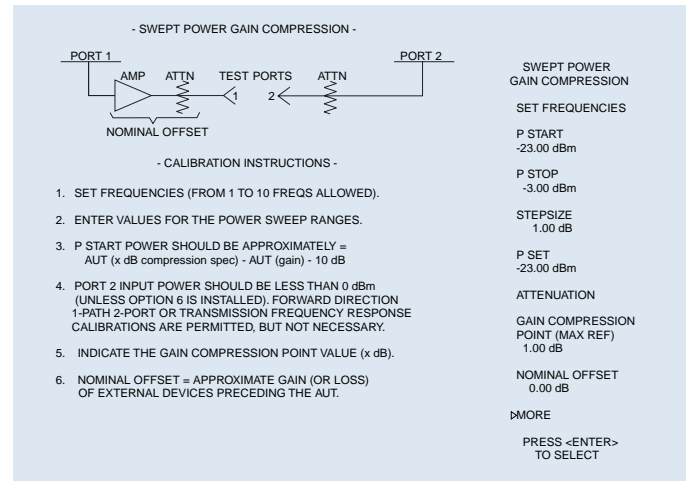 - SWEPT POWER GAIN COMPRESSION -
PORT 1
PORT 2
AMP ATTN TEST PORTS ATTN
1 2
NOMINAL OFFSET
- CALIBRATION INSTRUCTIONS -
1. SET FREQUENCIES (FROM 1 TO 10 FREQS ALLOWED).
2. ENTER VALUES FOR THE POWER SWEEP RANGES.
3. P START POWER SHOULD BE APPROXIMATELY =
AUT (x dB compression spec) - AUT (gain) - 10 dB
4. PORT 2 INPUT POWER SHOULD BE LESS THAN 0 dBm
(UNLESS OPTION 6 IS INSTALLED). FORWARD DIRECTION
1-PATH 2-PORT OR TRANSMISSION FREQUENCY RESPONSE
CALIBRATIONS ARE PERMITTED, BUT NOT NECESSARY.
5. INDICATE THE GAIN COMPRESSION POINT VALUE (x dB).
6. NOMINAL OFFSET = APPROXIMATE GAIN (OR LOSS)
OF EXTERNAL DEVICES PRECEDING THE AUT.
SWEPT POWER
GAIN COMPRESSION
SET FREQUENCIES
P START
-23.00 dBm
P STOP
-3.00 dBm
STEPSIZE
1.00 dB
P SET
-23.00 dBm
ATTENUATION
GAIN COMPRESSION
POINT (MAX REF)
1.00 dB
NOMINAL OFFSET
0.00 dB
MORE
PRESS <ENTER>
TO SELECT